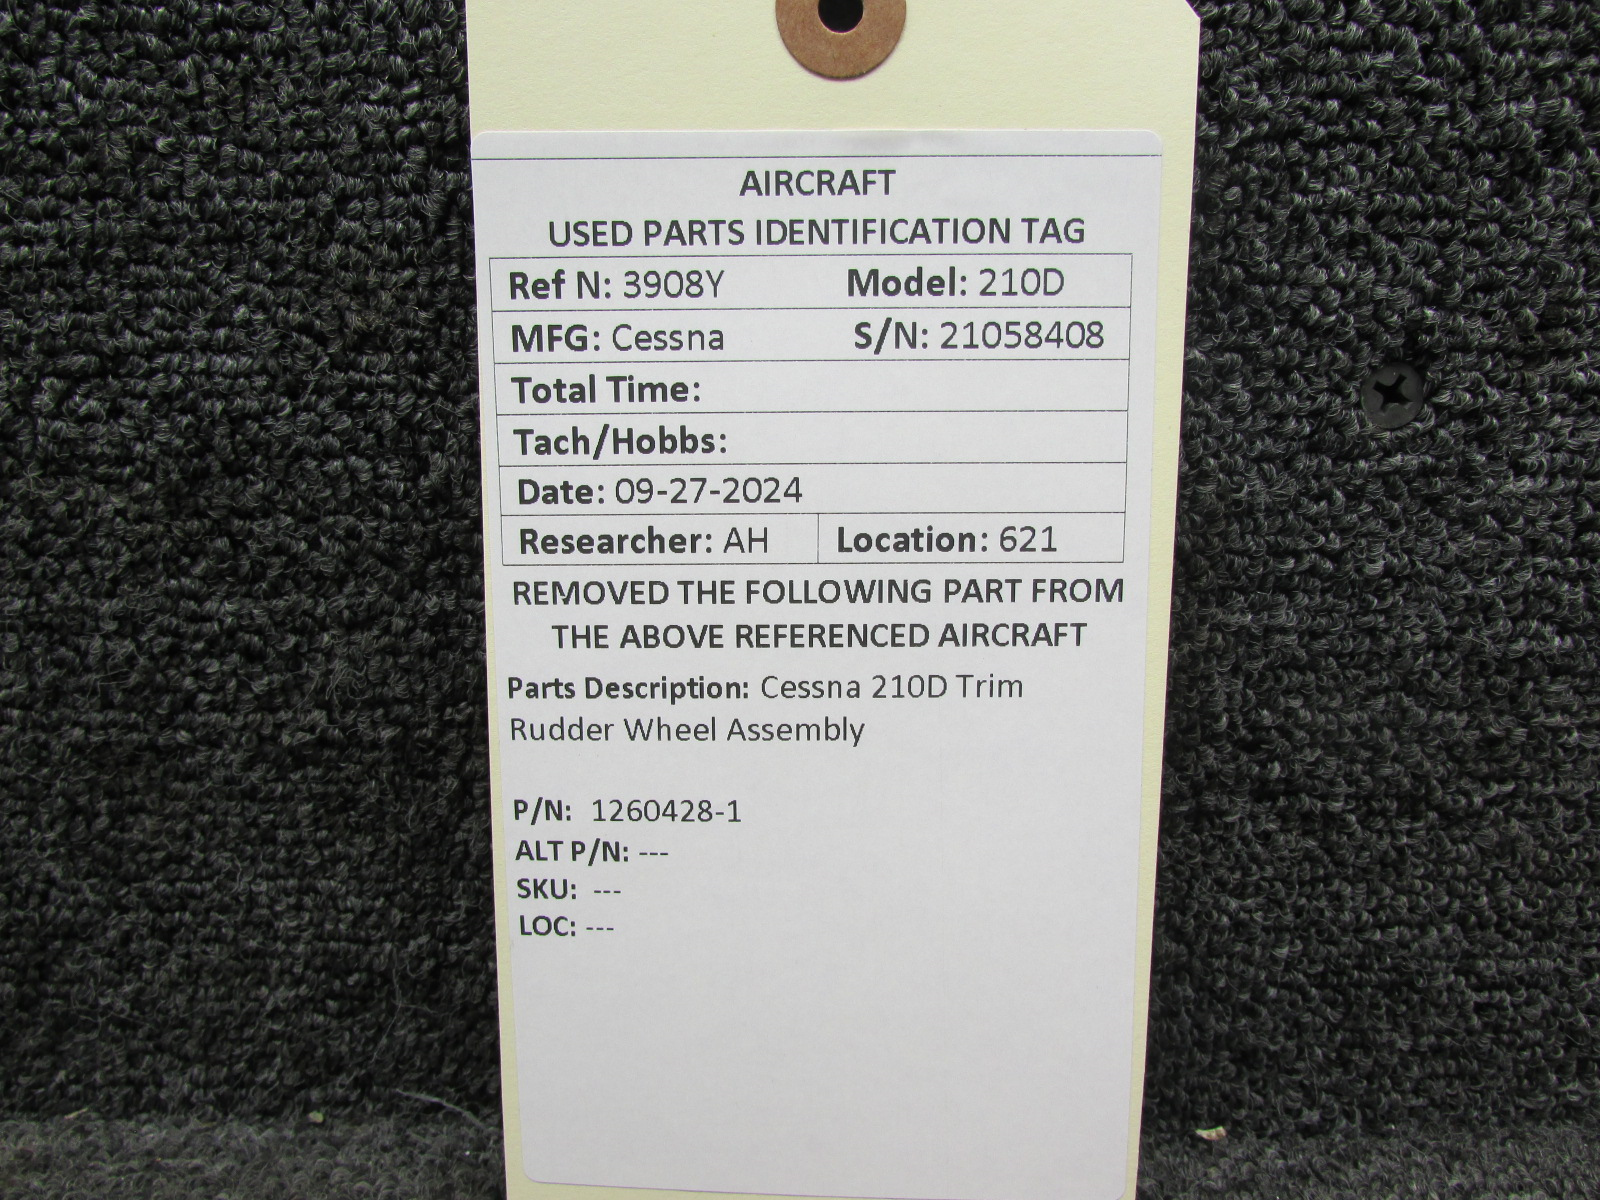 AIRCRAFT
USED PARTS IDENTIFICATION TAG
Ref N: 3908Y Model: 210D
MFG: Cessna S/N: 21058408
Total Time:
Tach/Hobbs:
Date: 09-27-2024
Researcher: AH Location: 621
REMOVED THE FOLLOWING PART FROM
THE ABOVE REFERENCED AIRCRAFT
Parts Description: Cessna 210D Trim
Rudder Wheel Assembly
P/N: 1260428-1
ALT P/N: ---
SKU: ---
LOC: ---